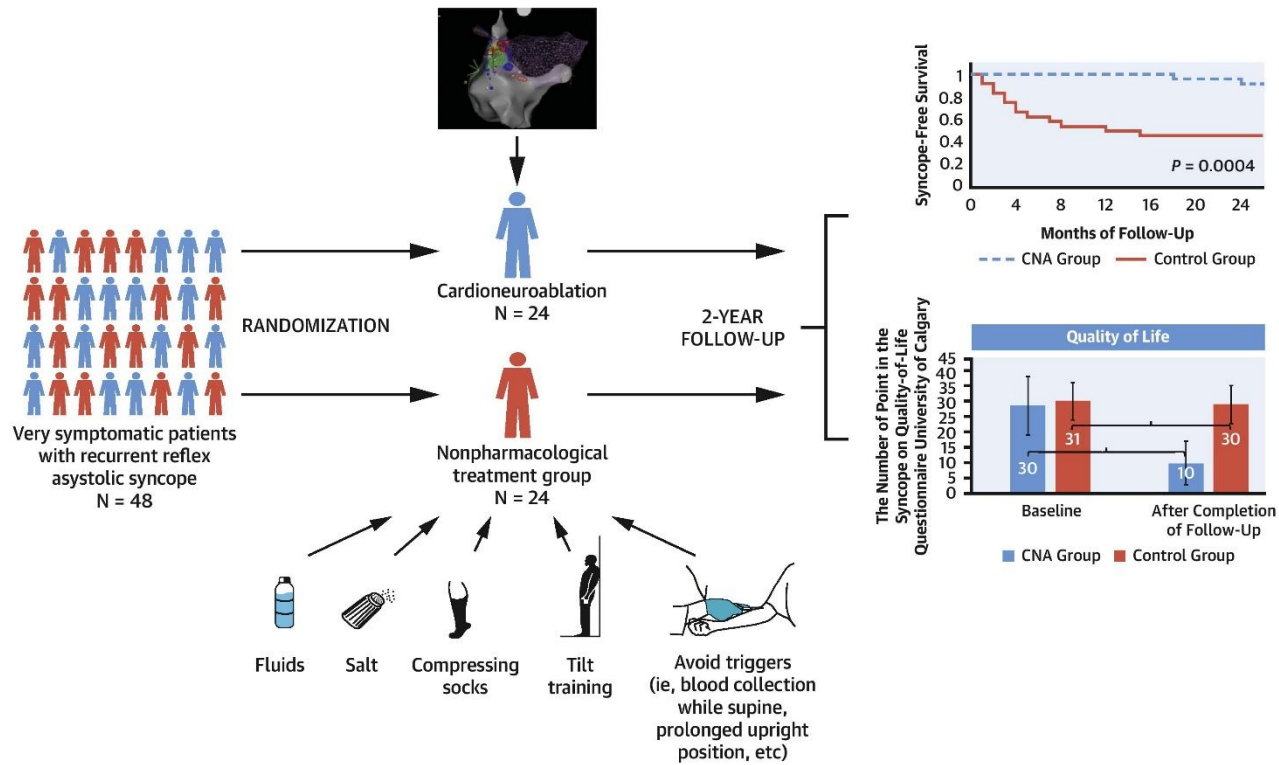 Very symptomatic patients
with recurrent reflex
asystolic syncope
N = 48
RANDOMIZATION
Cardioneuroablation
N = 24
Nonpharmacological
treatment group
N = 24
Fluids
Salt
Compressing
socks
Tilt
training
Avoid triggers
(ie, blood collection
while supine,
prolonged upright
position, etc)
2-YEAR
FOLLOW-UP
Syncope-Free Survival
1
0.8
0.6
0.4
0.2
0
P = 0.0004
0 4 8 12 16 20 24
Months of Follow-Up
CNA Group Control Group
The Number of Point in the
Syncope on Quality-of-Life
Questionnaire University of Calgary
Quality of Life
45
40
35
30
25
20
15
10
5
0
30
31
10
30
Baseline
After Completion
of Follow-Up
CNA Group Control Group